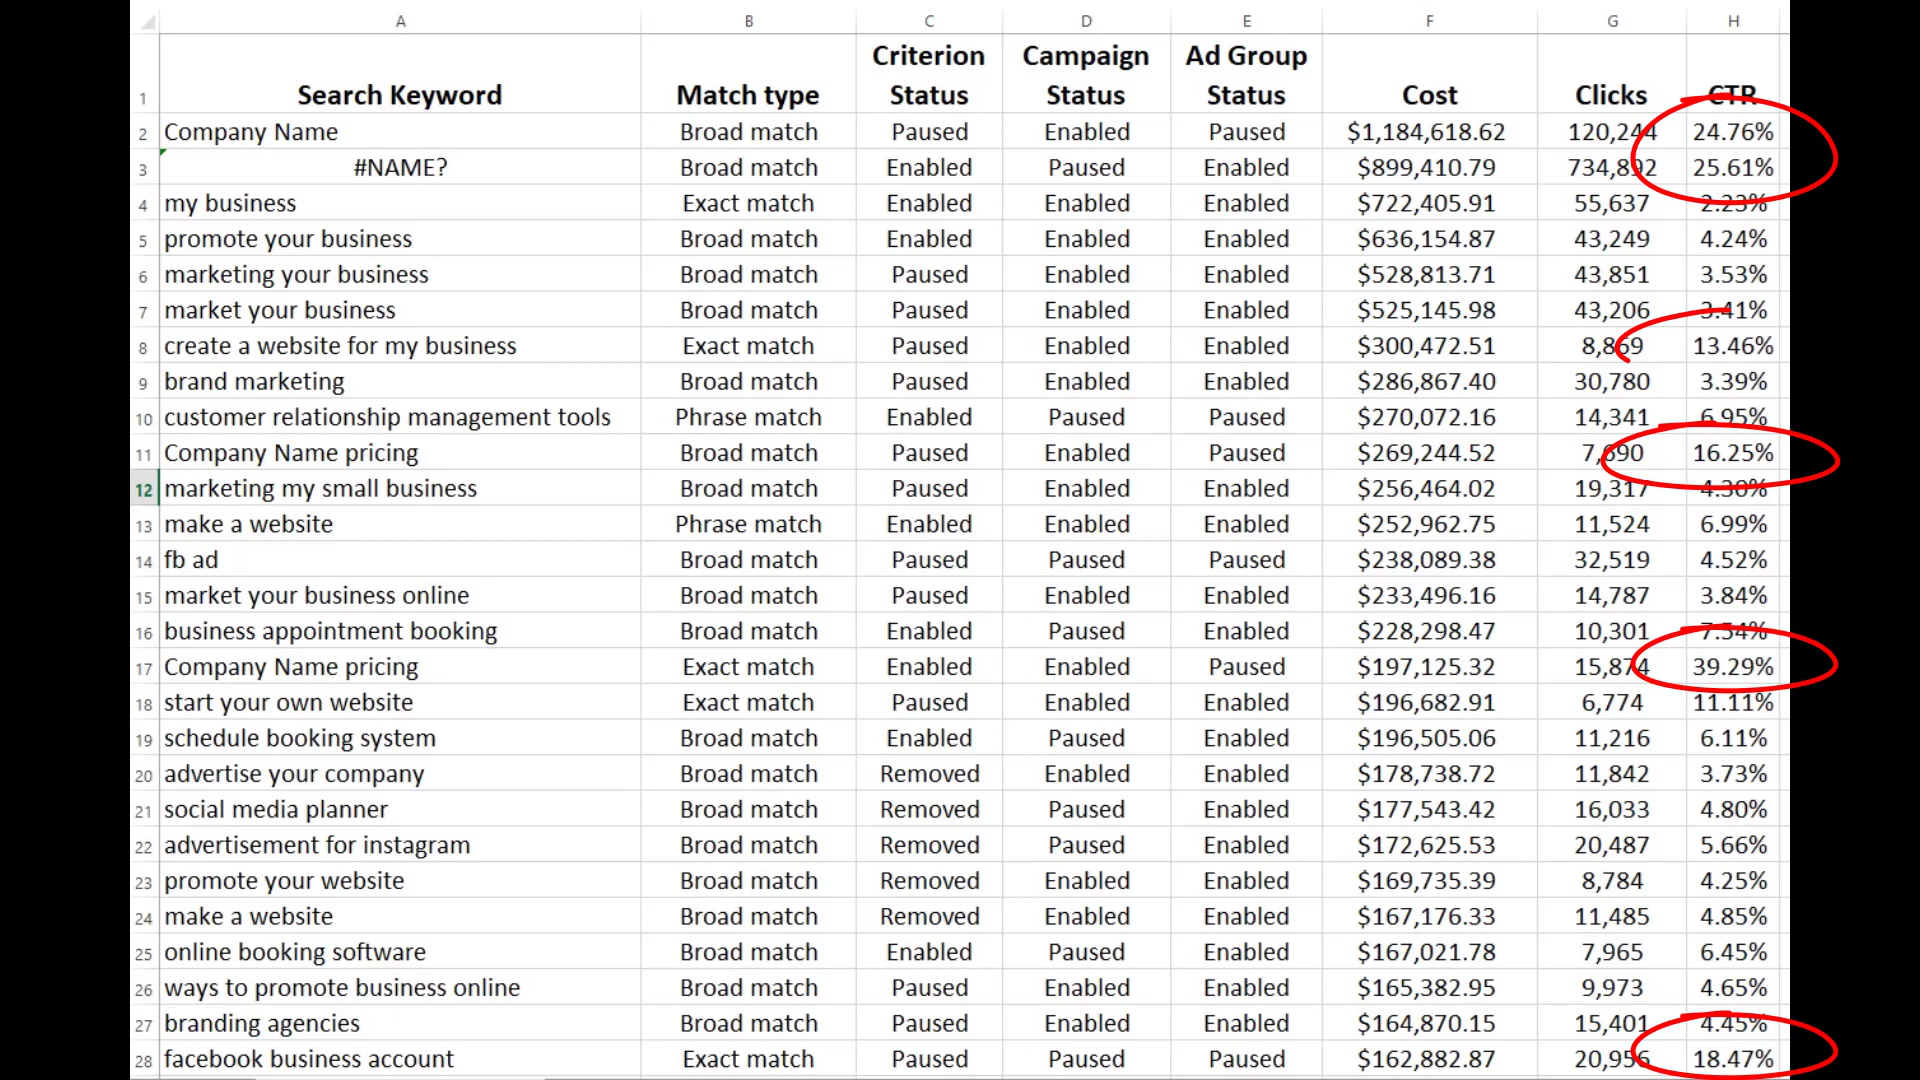 A B C D E F G H
1 Search Keyword Match type Criterion Status Campaign Status Ad Group Status Cost Clicks CTR
2 Company Name Broad match Paused Enabled Paused $1,184,618.62 120,244 24.76%
3 #NAME? Broad match Enabled Paused Enabled $899,410.79 734,892 25.61%
4 my business Exact match Enabled Enabled Enabled $722,405.91 55,637 2.23%
5 promote your business Broad match Enabled Enabled Enabled $636,154.87 43,249 4.24%
6 marketing your business Broad match Paused Enabled Enabled $528,813.71 43,851 3.53%
7 market your business Broad match Paused Enabled Enabled $525,145.98 43,206 3.41%
8 create a website for my business Exact match Paused Enabled Enabled $300,472.51 8,869 13.46%
9 brand marketing Broad match Paused Enabled Enabled $286,867.40 30,780 3.39%
10 customer relationship management tools Phrase match Enabled Paused Paused $270,072.16 14,341 6.95%
11 Company Name pricing Broad match Paused Enabled Paused $269,244.52 7,690 16.25%
12 marketing my small business Broad match Paused Enabled Enabled $256,464.02 19,317 4.30%
13 make a website Phrase match Enabled Enabled Enabled $252,962.75 11,524 6.99%
14 fb ad Broad match Paused Paused Paused $238,089.38 32,519 4.52%
15 market your business online Broad match Paused Enabled Enabled $233,496.16 14,787 3.84%
16 business appointment booking Broad match Enabled Paused Enabled $228,298.47 10,301 7.54%
17 Company Name pricing Exact match Enabled Enabled Paused $197,125.32 15,874 39.29%
18 start your own website Exact match Paused Enabled Enabled $196,682.91 6,774 11.11%
19 schedule booking system Broad match Enabled Paused Enabled $196,505.06 11,216 6.11%
20 advertise your company Broad match Removed Enabled Enabled $178,738.72 11,842 3.73%
21 social media planner Broad match Removed Paused Enabled $177,543.42 16,033 4.80%
22 advertisement for instagram Broad match Removed Paused Enabled $172,625.53 20,487 5.66%
23 promote your website Broad match Removed Enabled Enabled $169,735.39 8,784 4.25%
24 make a website Broad match Removed Enabled Enabled $167,176.33 11,485 4.85%
25 online booking software Broad match Enabled Paused Enabled $167,021.78 7,965 6.45%
26 ways to promote business online Broad match Paused Enabled Enabled $165,382.95 9,973 4.65%
27 branding agencies Broad match Paused Enabled Enabled $164,870.15 15,401 4.45%
28 facebook business account Exact match Paused Paused Paused $162,882.87 20,956 18.47%